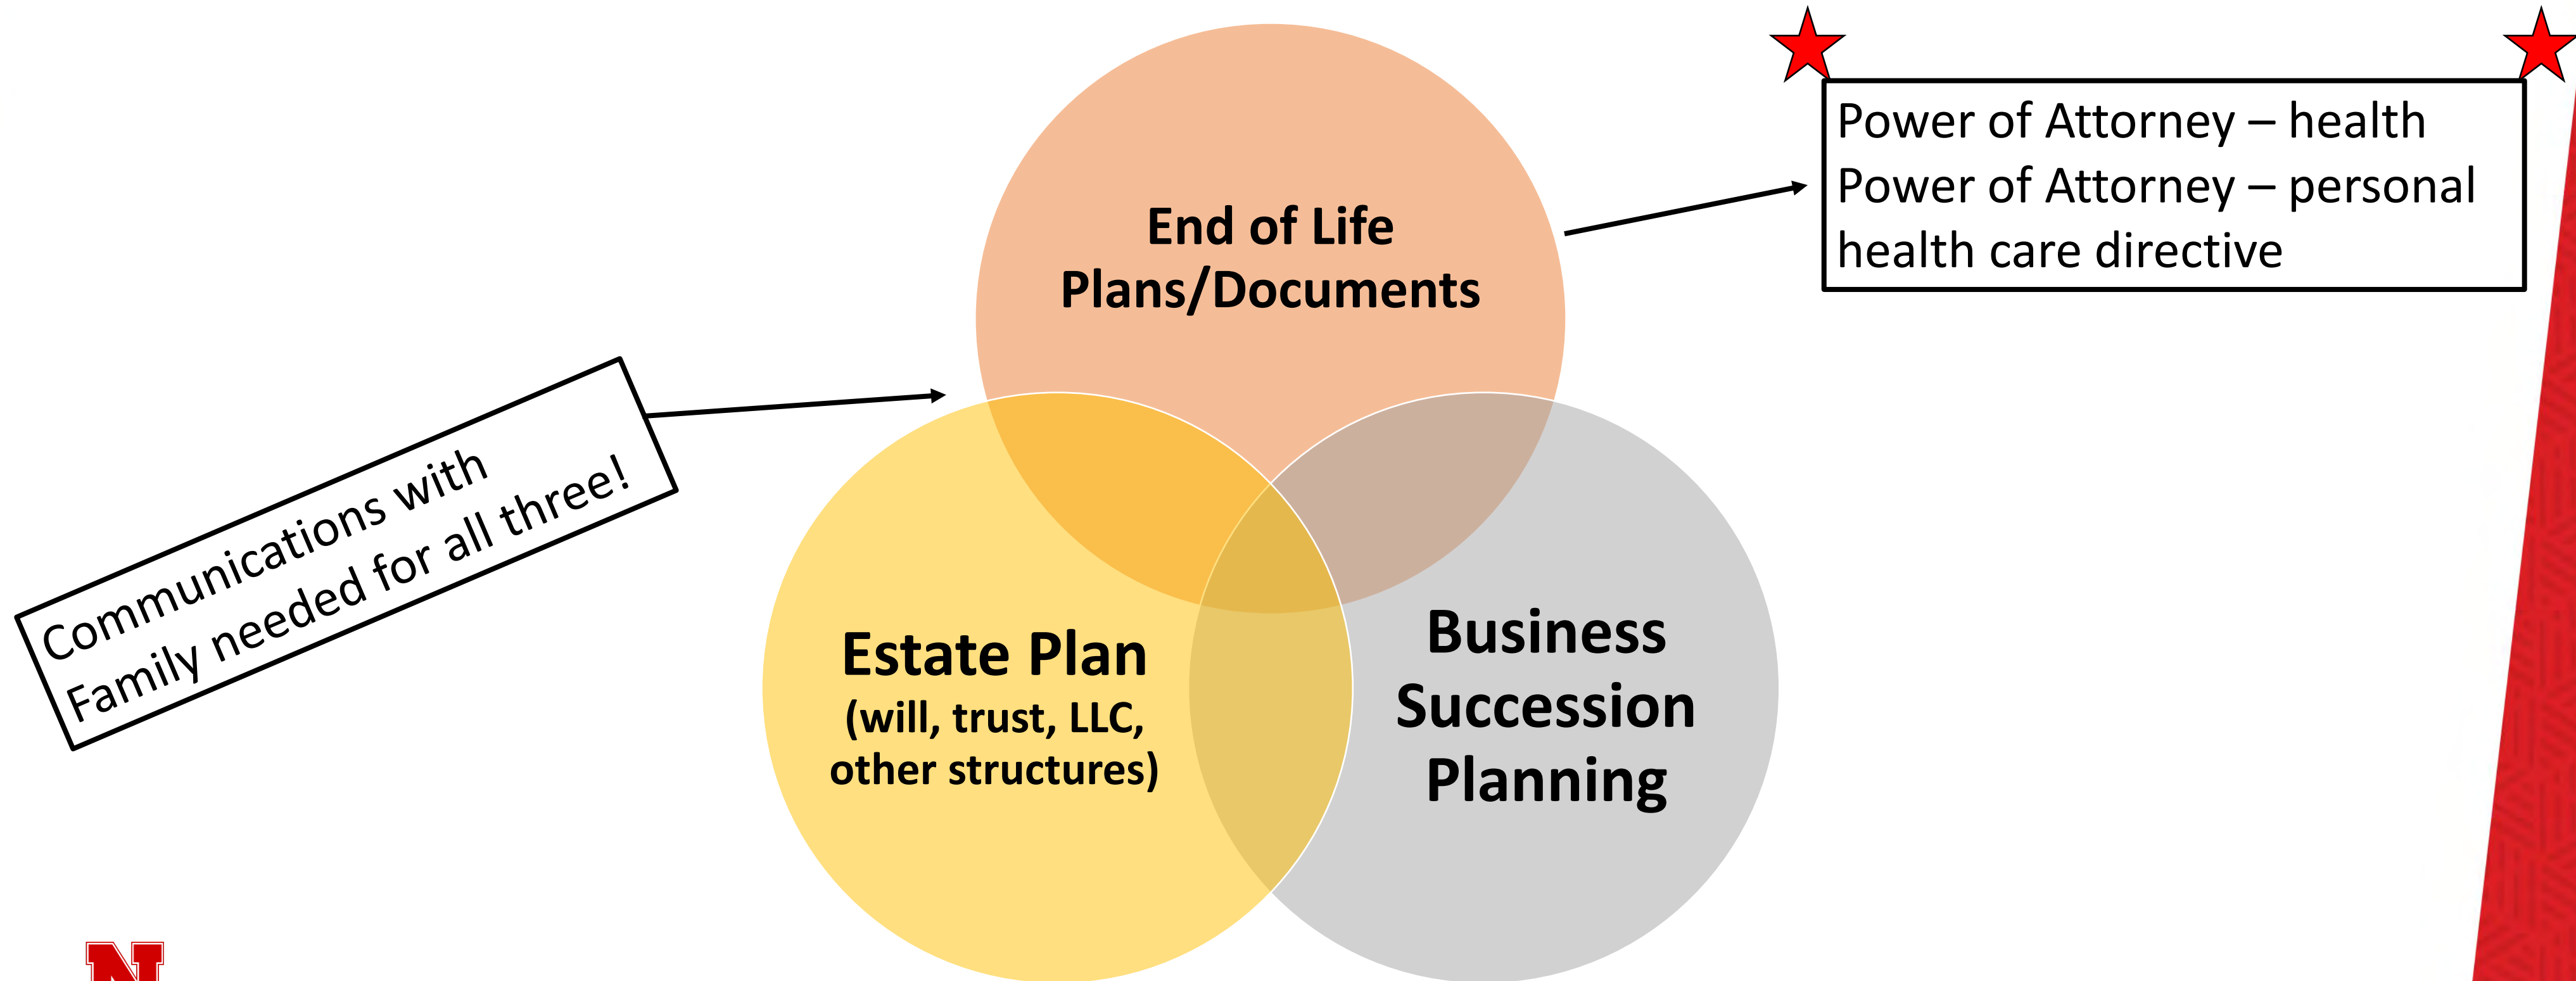 End of Life
Plans/Documents
Power of Attorney – health
Power of Attorney – personal
health care directive
Communications with
Family needed for all three!
Estate Plan
(will, trust, LLC,
other structures)
Business
Succession
Planning
N